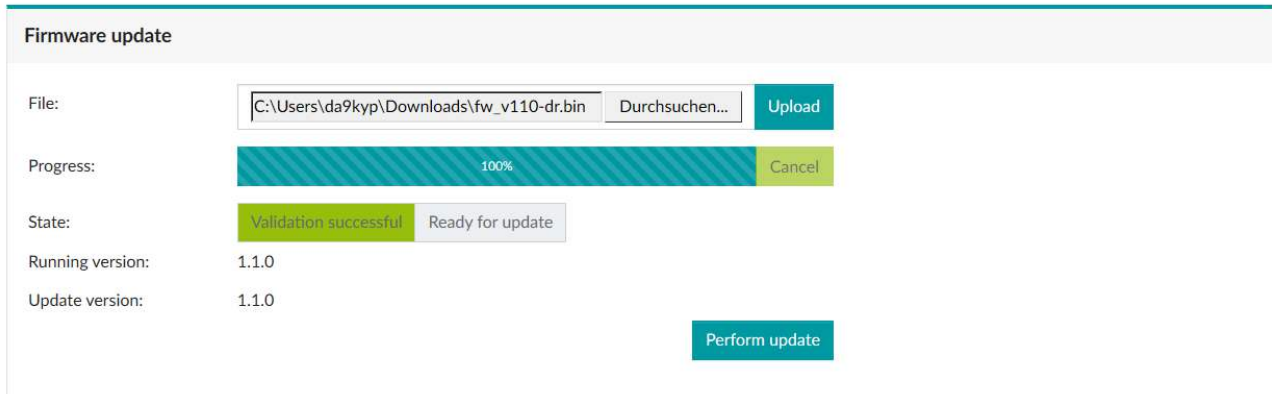 Firmware update
File: C:\Users\da9kyp\Downloads\fw_v110-dr.bin Durchsuchen... Upload
Progress: 100% Cancel
State: Validation successful Ready for update
Running version: 1.1.0
Update version: 1.1.0
Perform update